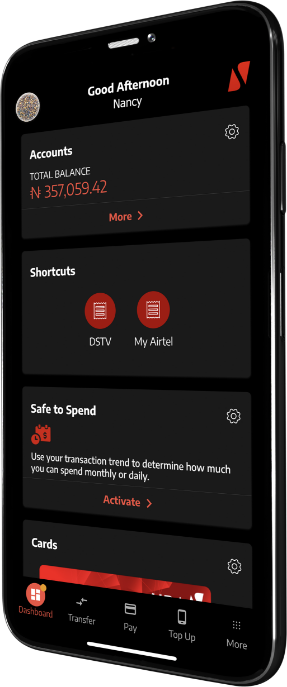 Good Afternoon
Nancy
Accounts
TOTAL BALANCE
₦ 357,059.42
More >
Shortcuts
DSTV
My Airtel
Safe to Spend
Use your transaction trend to determine how much
you can spend monthly or daily.
Activate >
Cards
Dashboard
Transfer
Pay
Top Up
More